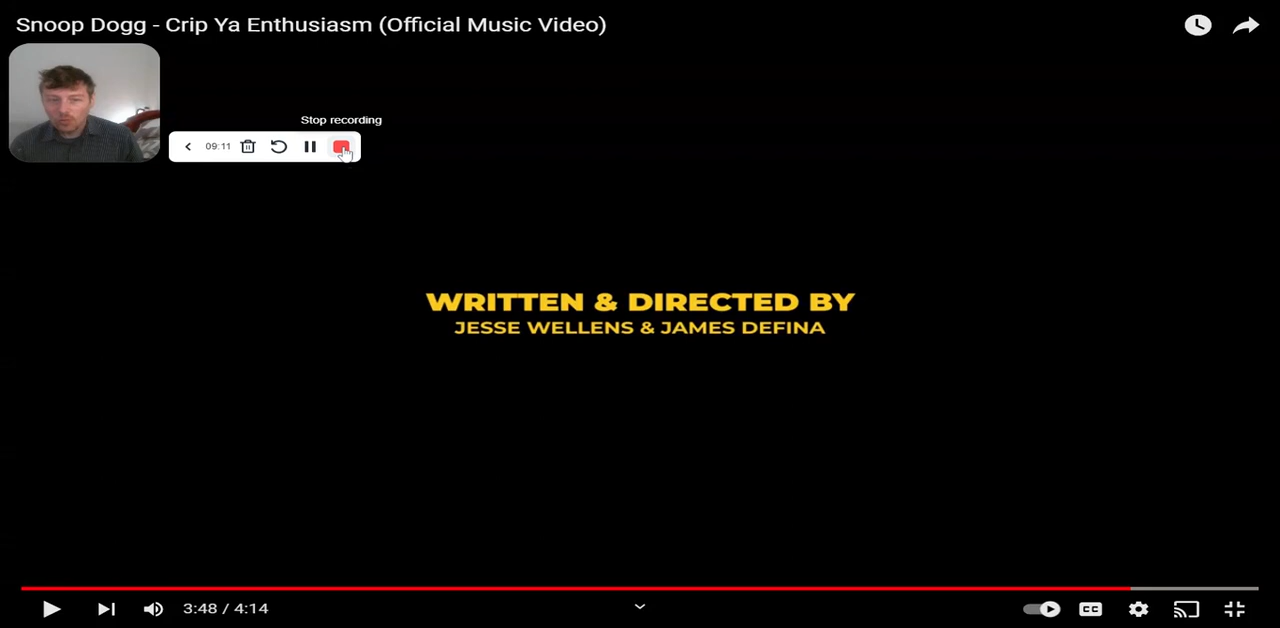 Snoop Dogg - Crip Ya Enthusiasm (Official Music Video)
Stop recording
09:11
WRITTEN & DIRECTED BY
JESSE WELLENS & JAMES DEFINA
3:48 / 4:14
CC